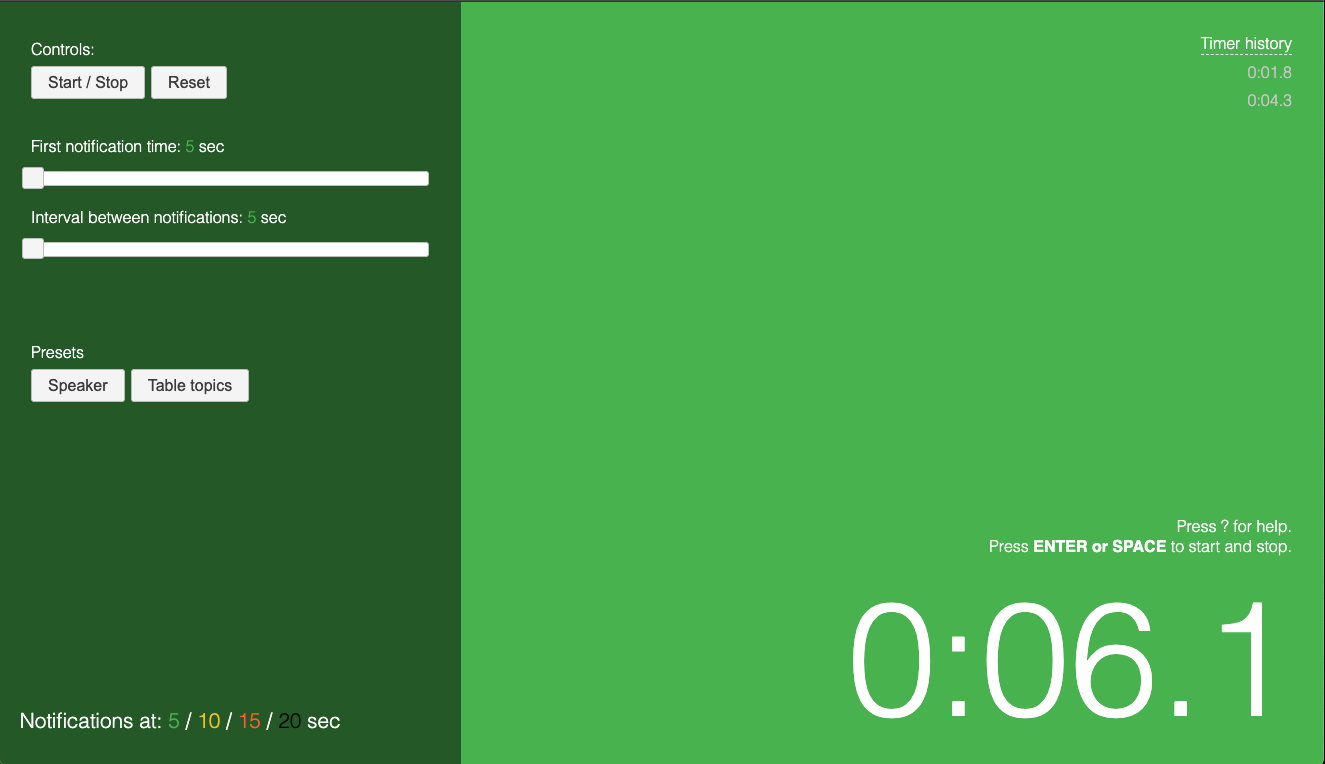 Controls:
Start / Stop
Reset
First notification time: 5 sec
Interval between notifications: 5 sec
Presets
Speaker
Table topics
Notifications at: 5 / 10 / 15 / 20 sec
Timer history
0:01.8
0:04.3
Press ? for help.
Press ENTER or SPACE to start and stop.
0:06.1